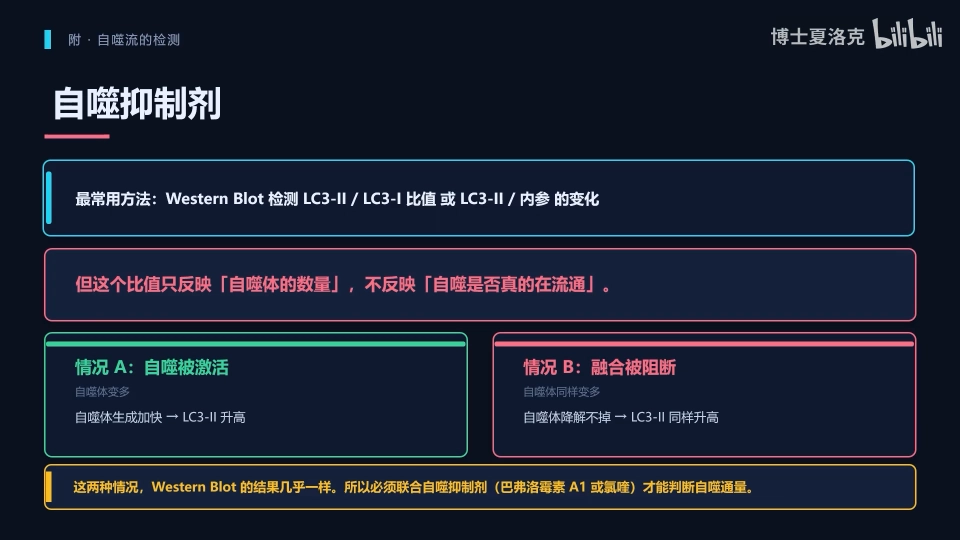 附 · 自噬流的检测
博士夏洛克 bilibili
自噬抑制剂
最常用方法：Western Blot 检测 LC3-II / LC3-I 比值 或 LC3-II / 内参 的变化
但这个比值只反映「自噬体的数量」，不反映「自噬是否真的在流通」。
情况 A：自噬被激活
自噬体变多
自噬体生成加快 → LC3-II 升高
情况 B：融合被阻断
自噬体同样变多
自噬体降解不掉 → LC3-II 同样升高
这两种情况，Western Blot 的结果几乎一样。所以必须联合自噬抑制剂（巴弗洛霉素 A1 或氯喹）才能判断自噬通量。